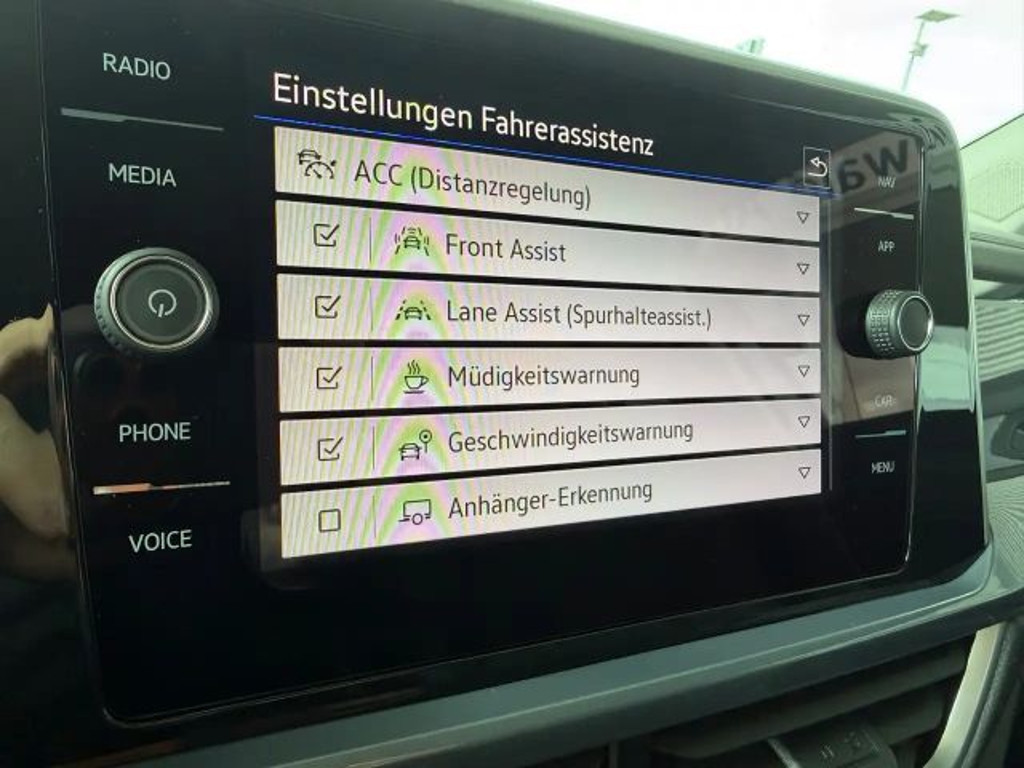 RADIO
MEDIA
PHONE
VOICE
Einstellungen Fahrerassistenz
ACC (Distanzregelung)
Front Assist
Lane Assist (Spurhalteassist.)
Müdigkeitswarnung
Geschwindigkeitswarnung
Anhänger-Erkennung
NAV
APP
CAR
MENU